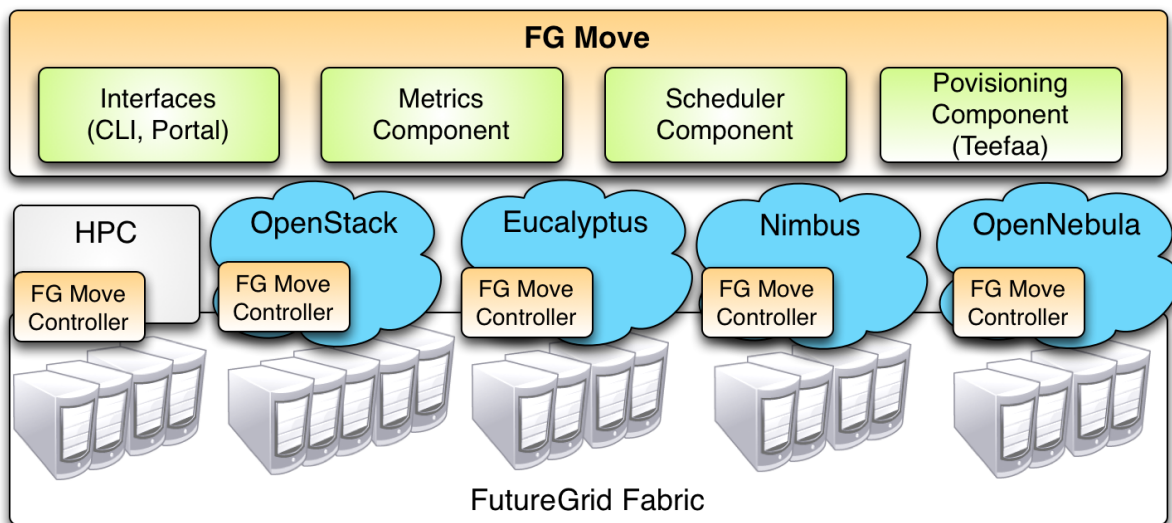 FG Move
Interfaces
(CLI, Portal)
Metrics
Component
Scheduler
Component
Povisioning
Component
(Teefaa)
HPC
OpenStack
Eucalyptus
Nimbus
OpenNebula
FG Move
Controller
FG Move
Controller
FG Move
Controller
FG Move
Controller
FG Move
Controller
FutureGrid Fabric